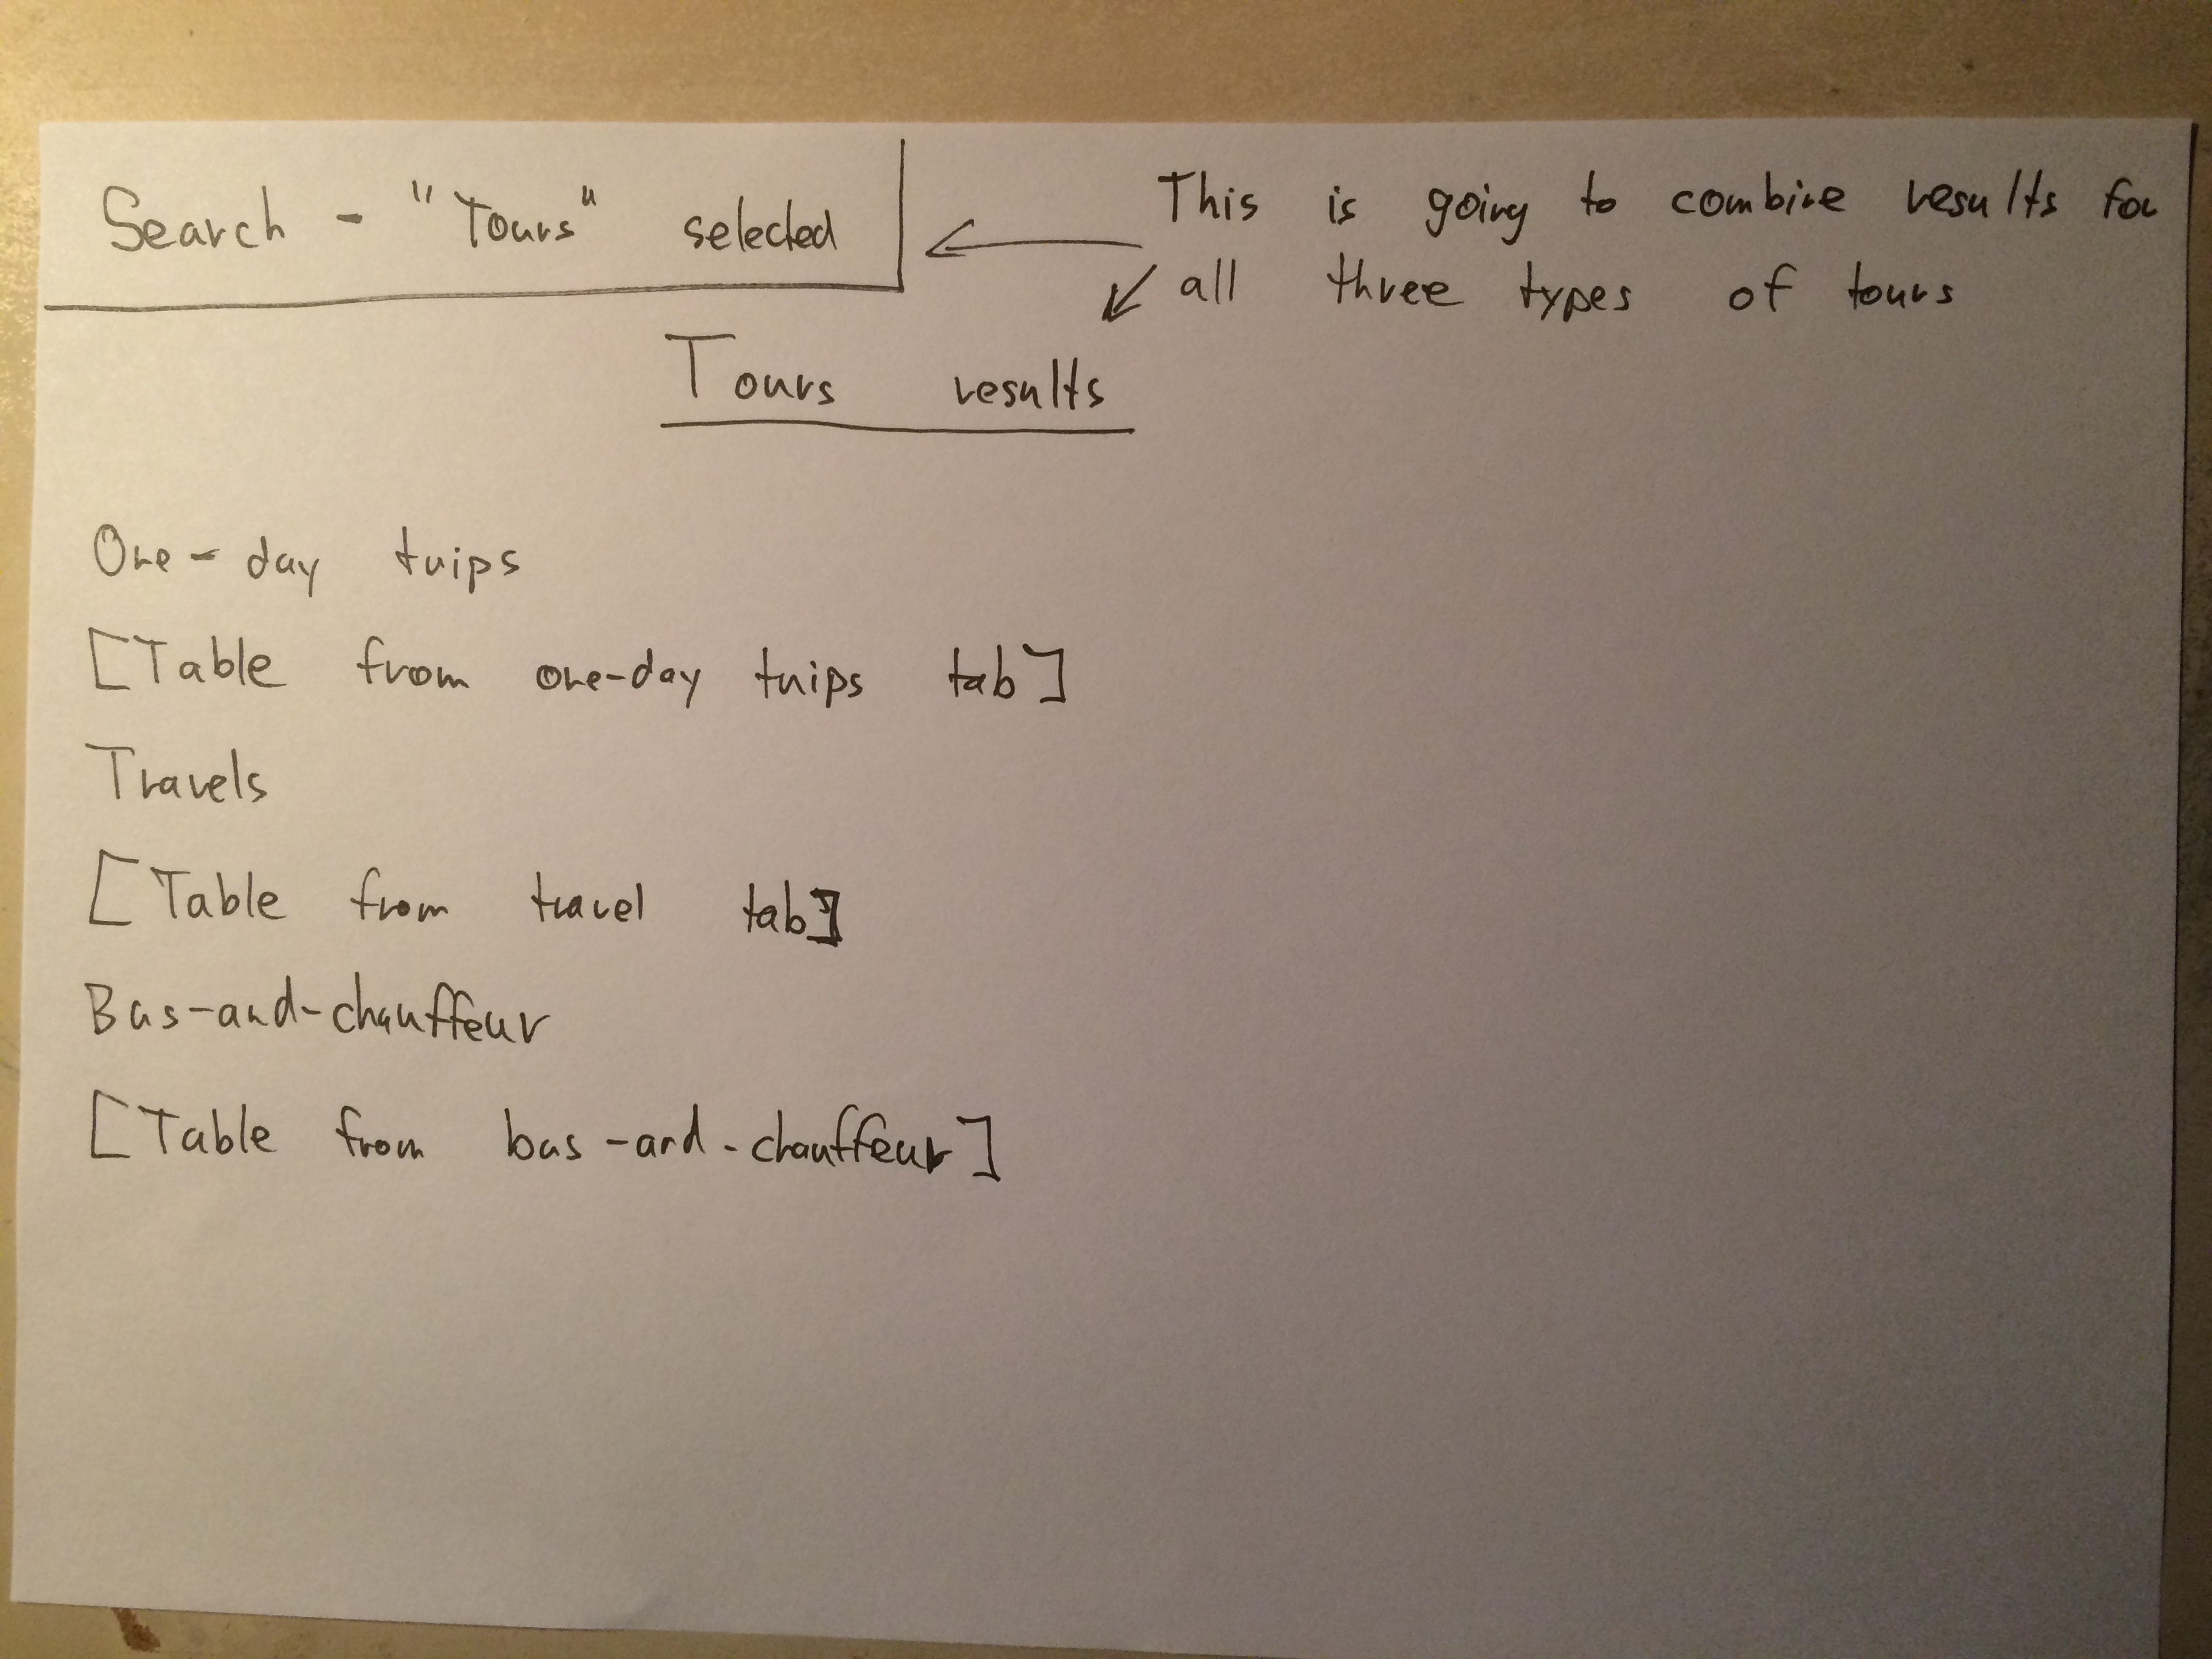 Search - "Tours" selected
This is going to combine results for
all three types of tours
Tours results
One-day trips
[Table from one-day trips tab]
Travels
[Table from travel tab]
Bus-and-chauffeur
[Table from bus-and-chauffeur]